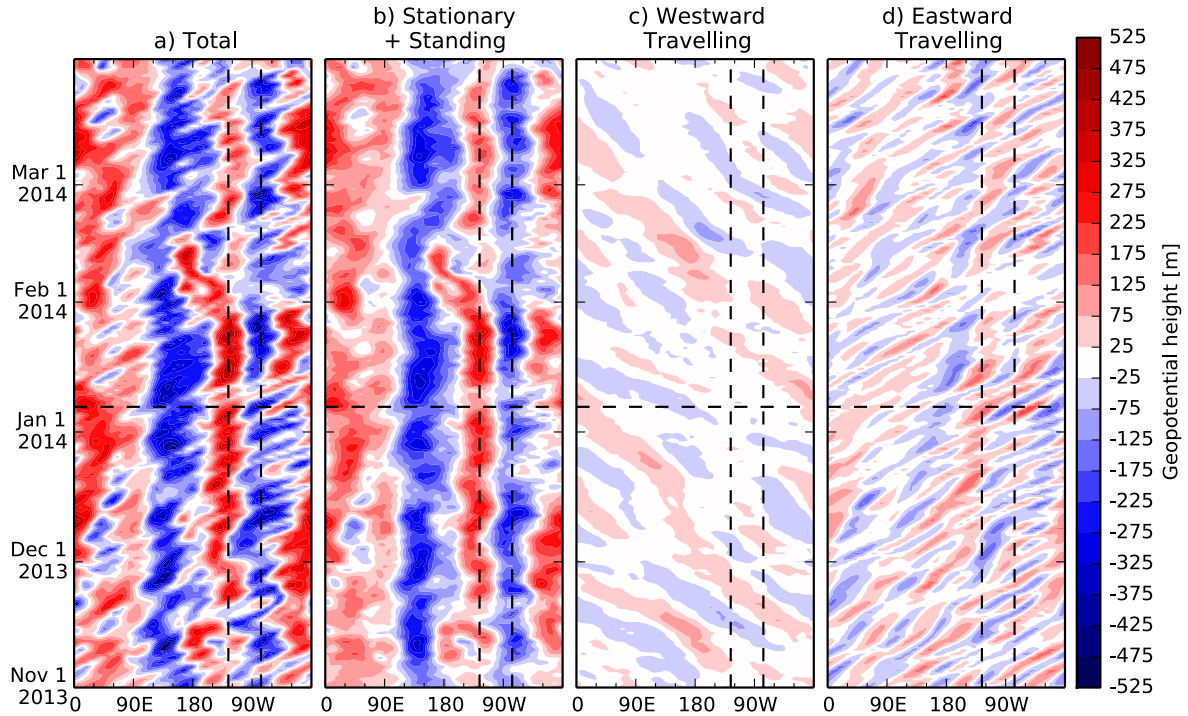 a) Total
b) Stationary
+ Standing
c) Westward
Travelling
d) Eastward
Travelling
Mar 1
2014
Feb 1
2014
Jan 1
2014
Dec 1
2013
Nov 1
2013
0 90E 180 90W
0 90E 180 90W
0 90E 180 90W
0 90E 180 90W
525
475
425
375
325
275
225
175
125
75
25
-25
-75
-125
-175
-225
-275
-325
-375
-425
-475
-525
Geopotential height [m]